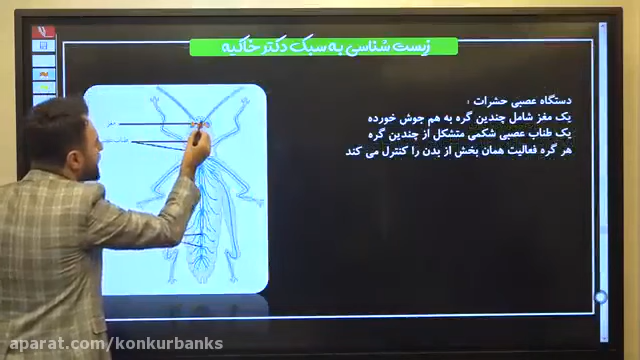 زیست شناسی به سبک دکتر خاکیه
دستگاه عصبی حشرات :
یک مغز شامل چندین گره به هم جوش خورده
یک طناب عصبی شکمی متشکل از چندین گره
هر گره فعالیت همان بخش از بدن را کنترل می کند
مغز
aparat.com/konkurbanks